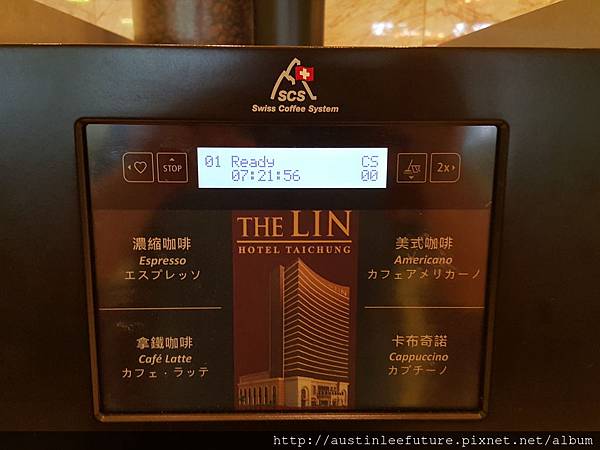 SCS
Swiss Coffee System
STOP
01 Ready CS
07:21:56 00
2x
THE LIN
HOTEL TAICHUNG
LIN
濃縮咖啡
Espresso
エスプレッソ
美式咖啡
Americano
カフェアメリカーノ
拿鐵咖啡
Café Latte
カフェ・ラッテ
卡布奇諾
Cappuccino
カプチーノ
http://austinleefuture.pixnet.net/album